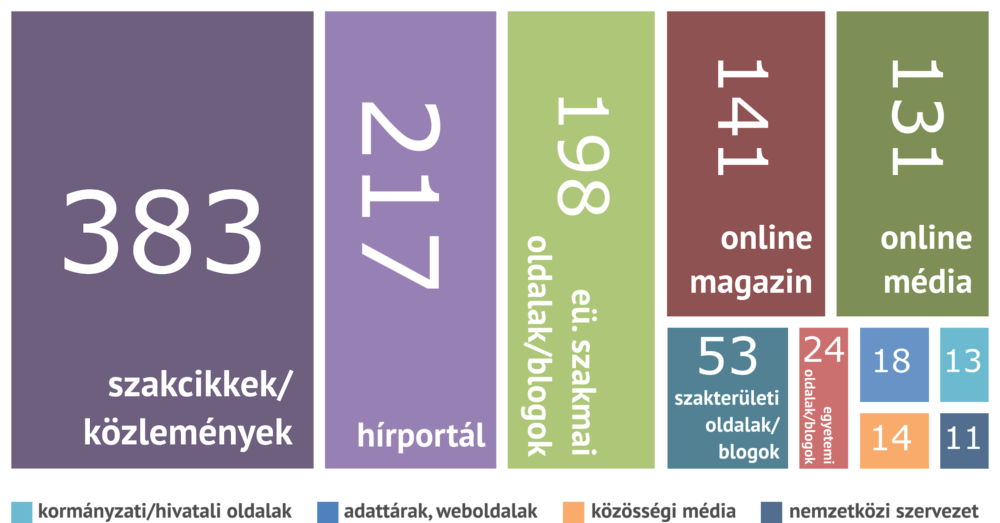 383
szakcikkek/
közlemények
217
hírportál
198
eü. szakmai
oldalak/blogok
141
online
magazin
131
online
média
53
szakterületi
oldalak/
blogok
24
egyetemi
oldalak/blogok
18
13
14
11
kormányzati/hivatali oldalak
adattárak, weboldalak
közösségi média
nemzetközi szervezet